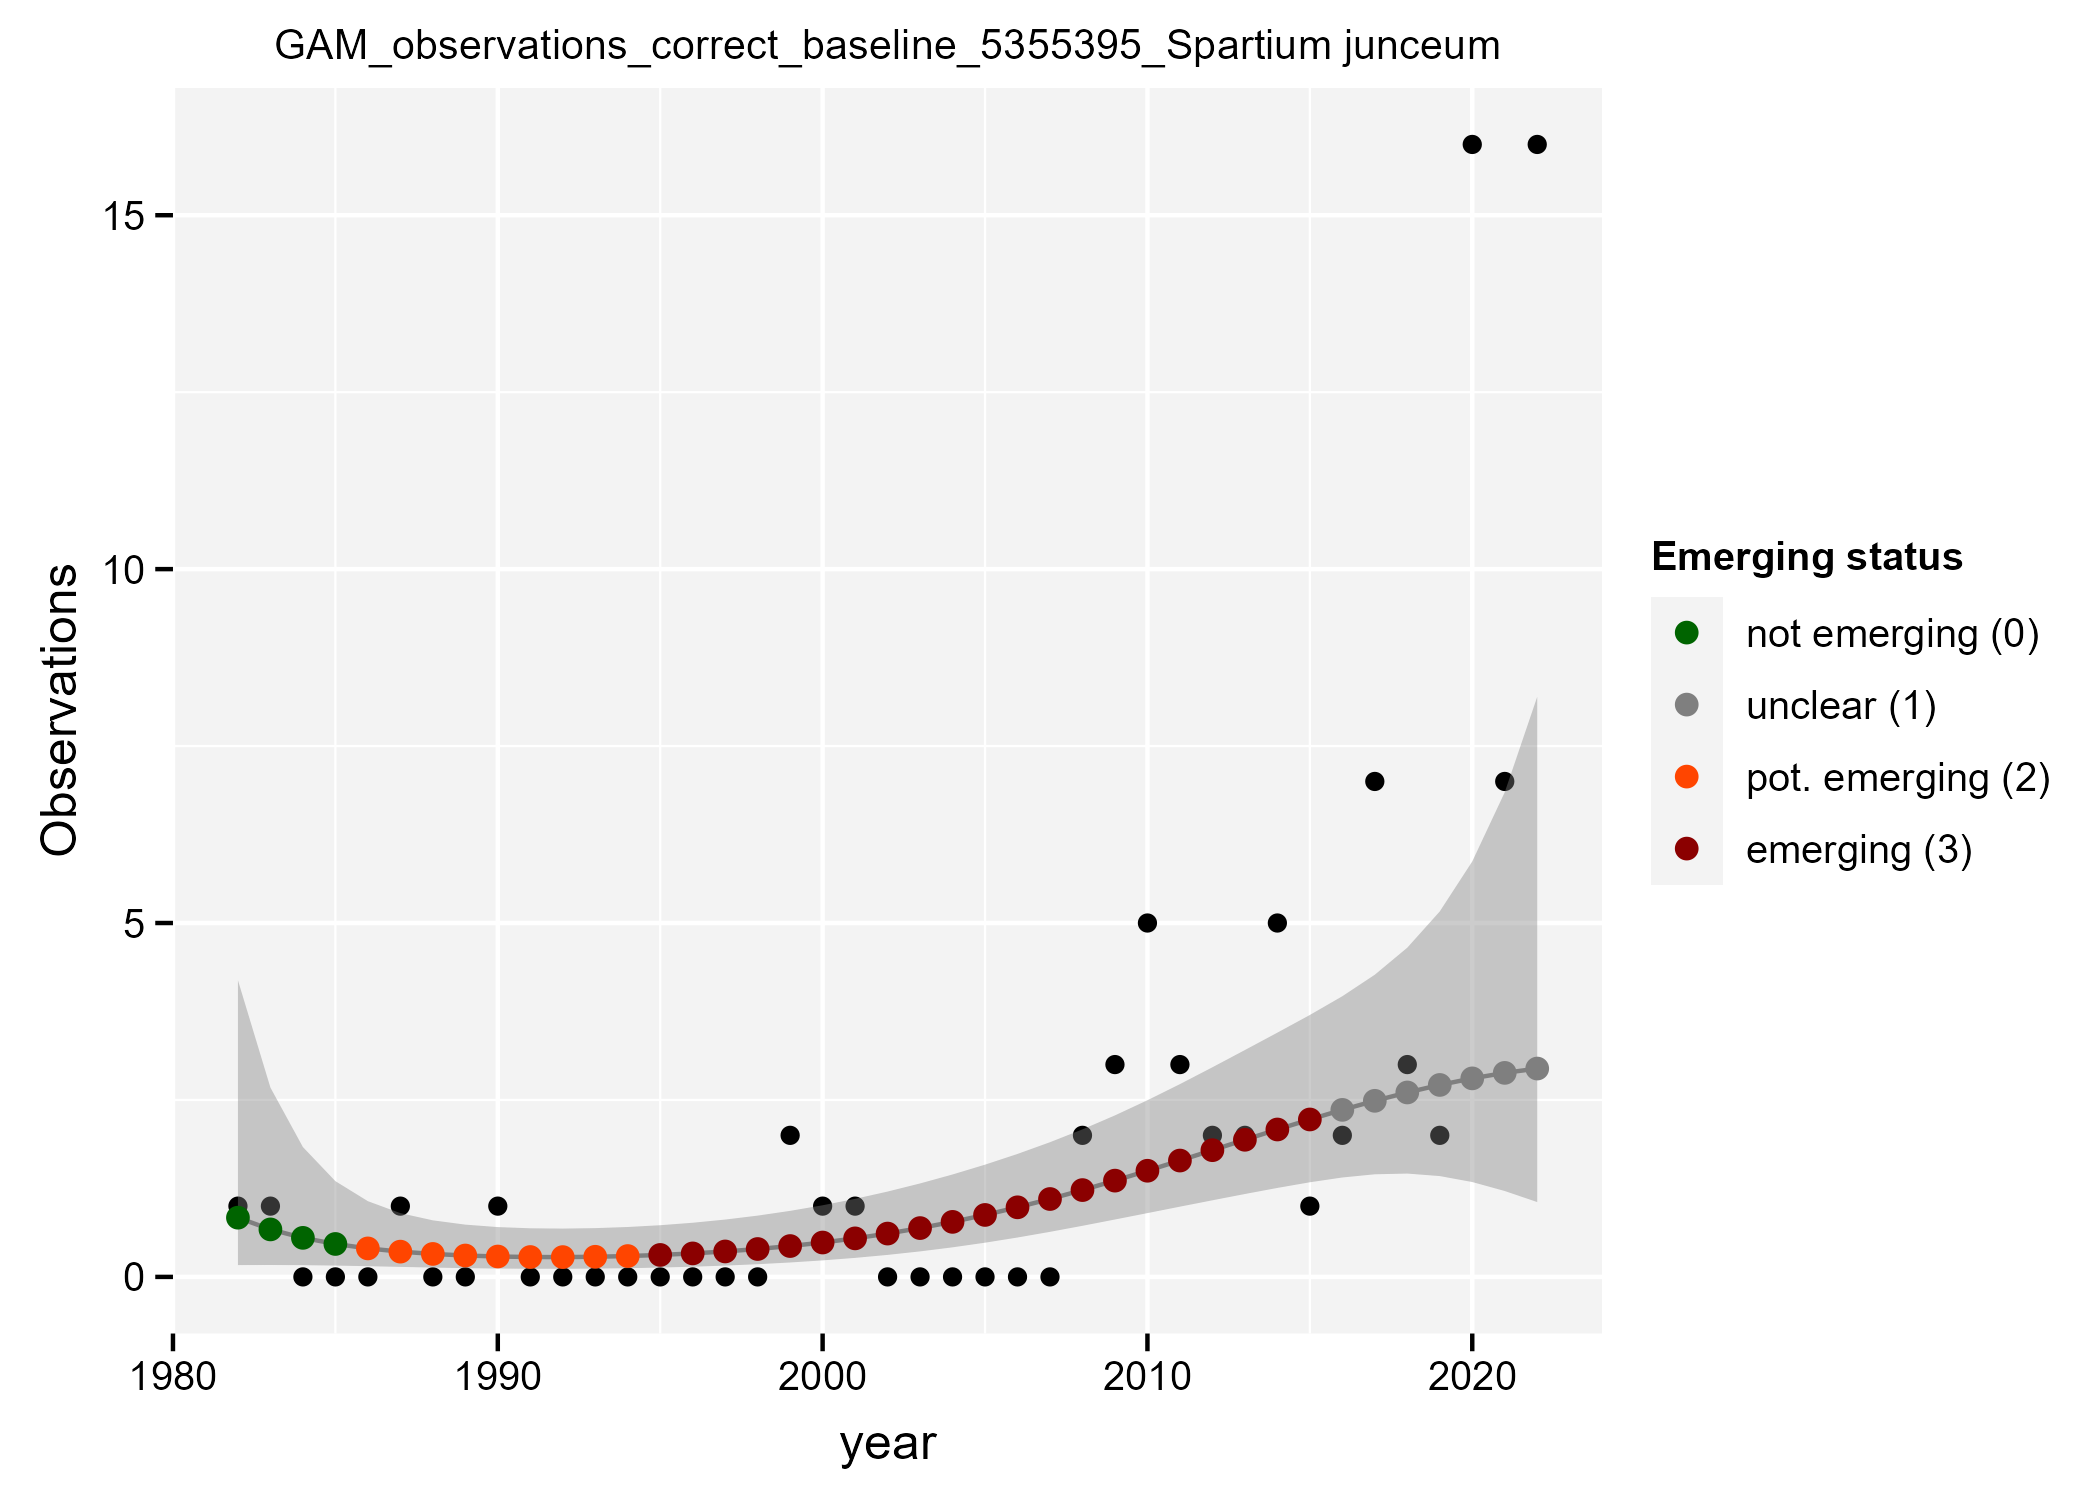 GAM_observations_correct_baseline_5355395_Spartium junceum
Observations
15
10
5
0
1980
1990
2000
2010
2020
year
Emerging status
not emerging (0)
unclear (1)
pot. emerging (2)
emerging (3)